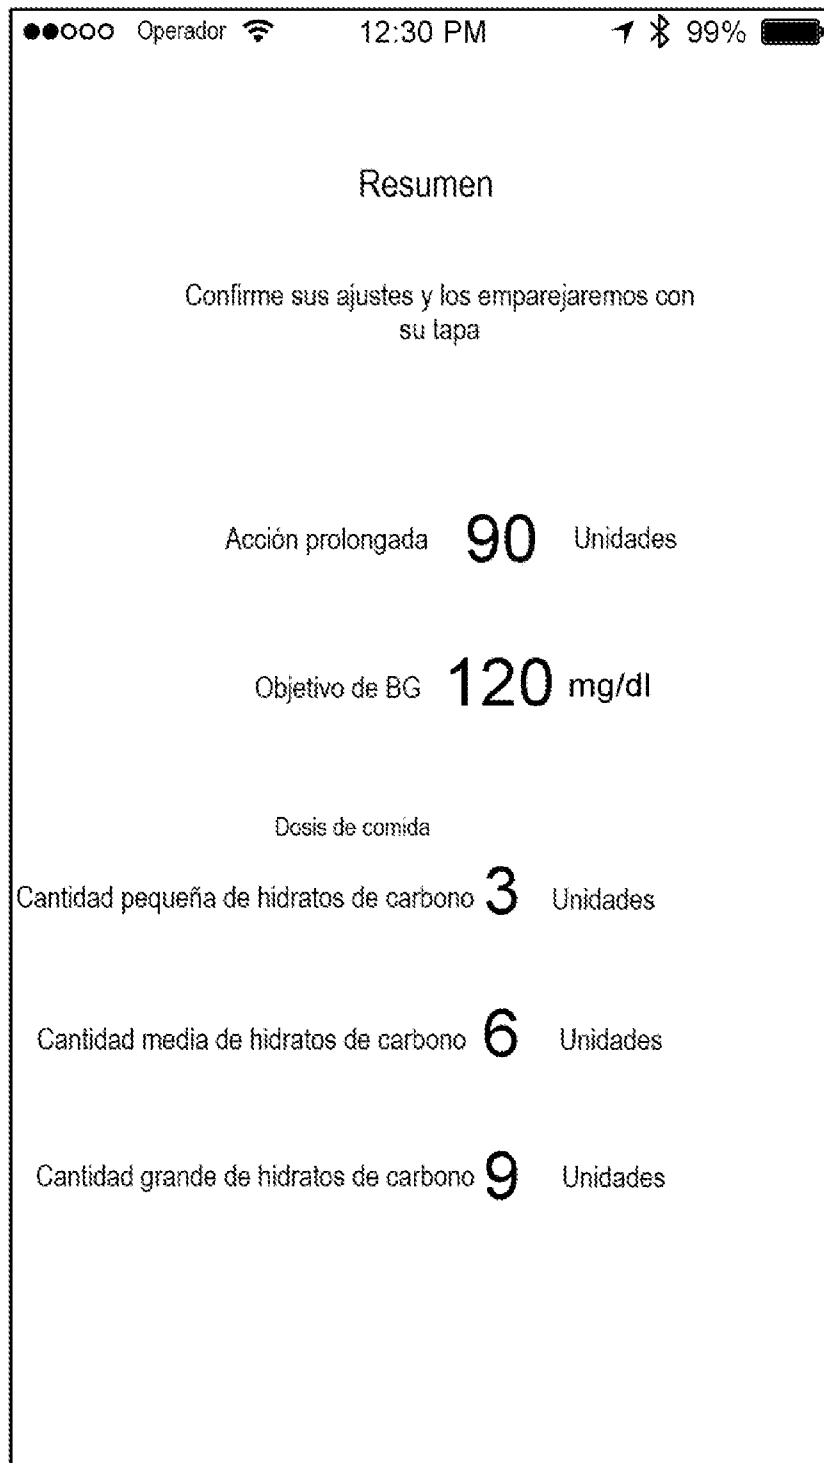 Operador 12:30 PM 99%
Resumen
Confirme sus ajustes y los emparejaremos con
su tapa
Acción prolongada 90 Unidades
Objetivo de BG 120 mg/dl
Dosis de comida
Cantidad pequeña de hidratos de carbono 3 Unidades
Cantidad media de hidratos de carbono 6 Unidades
Cantidad grande de hidratos de carbono 9 Unidades